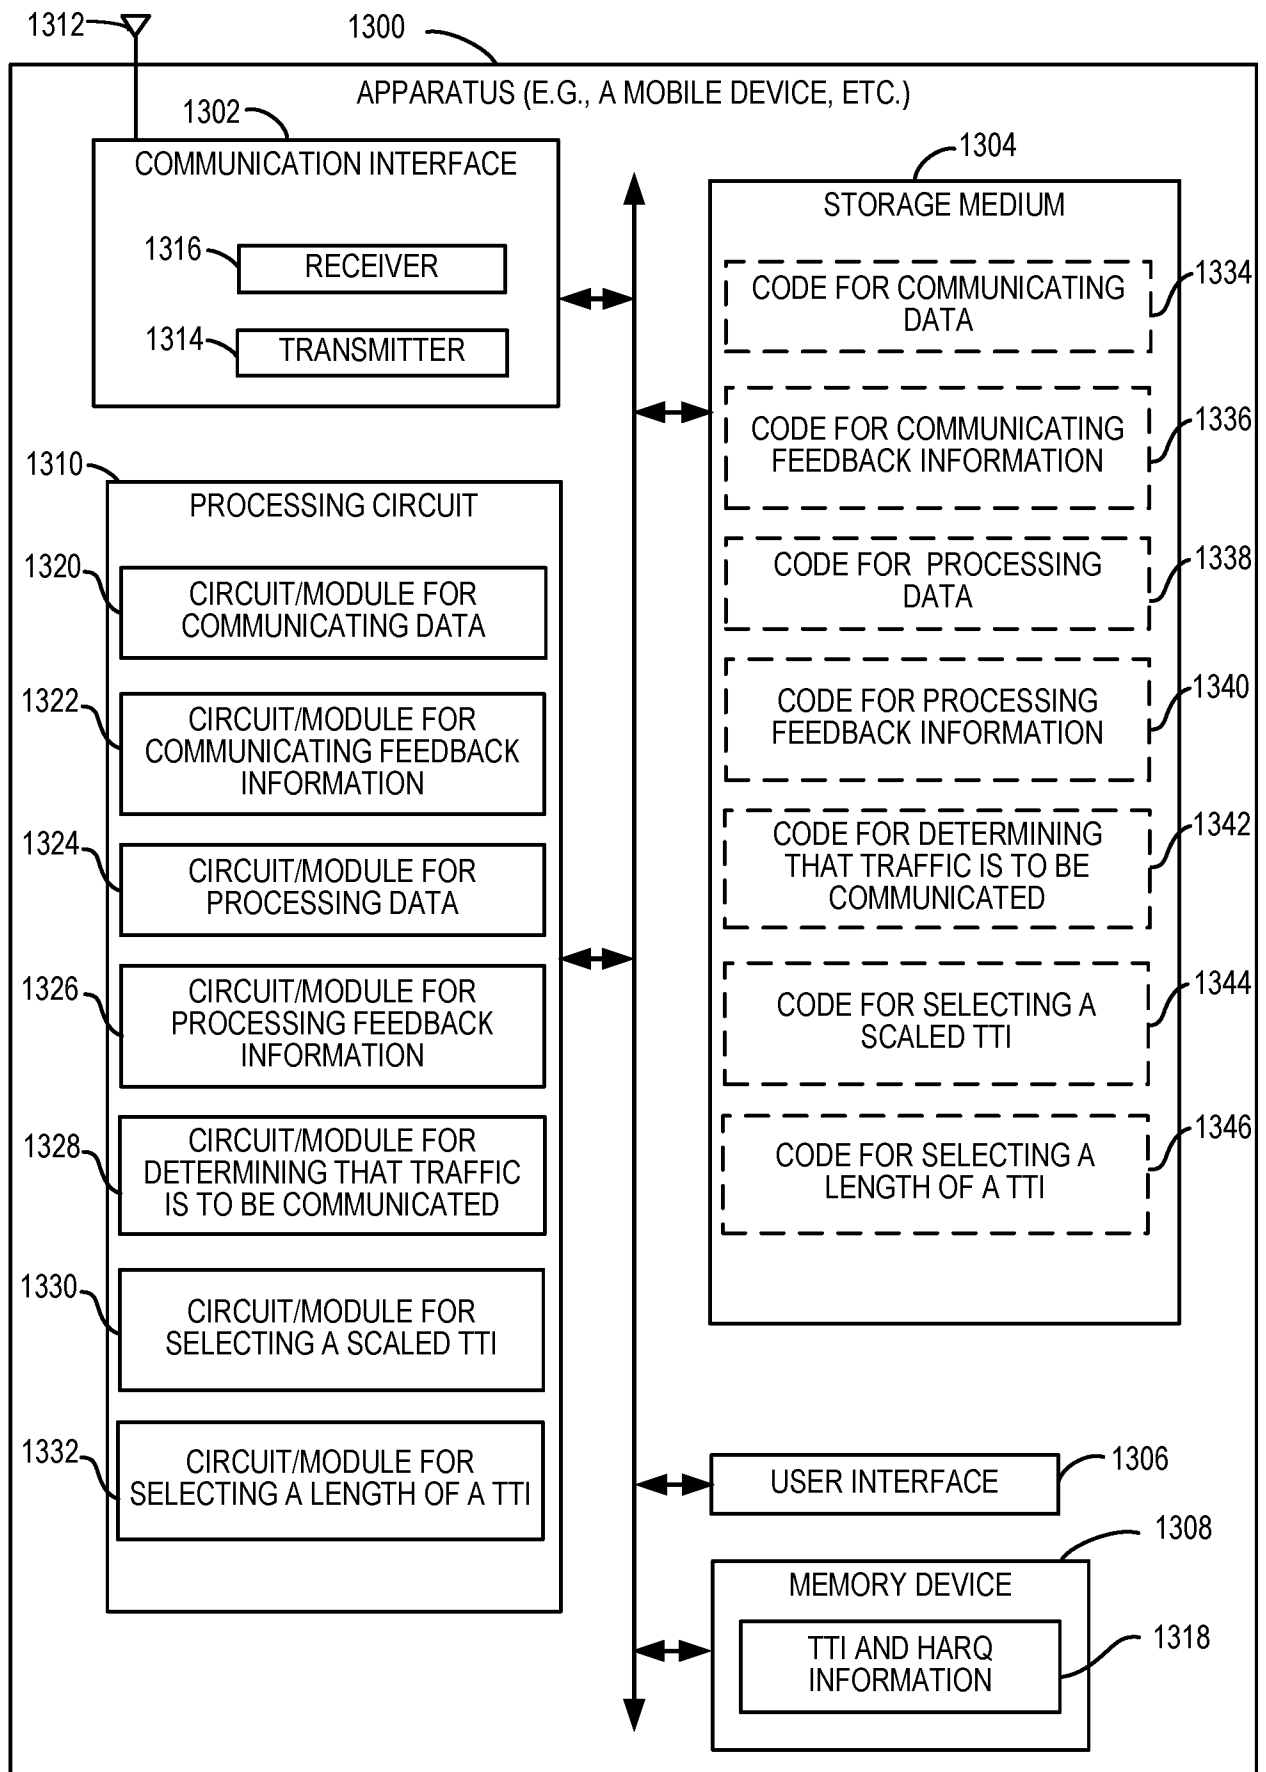 1312
1300
APPARATUS (E.G., A MOBILE DEVICE, ETC.)
1302
COMMUNICATION INTERFACE
1316
RECEIVER
1314
TRANSMITTER
1304
STORAGE MEDIUM
CODE FOR COMMUNICATING
DATA
1334
CODE FOR COMMUNICATING
FEEDBACK INFORMATION
1336
CODE FOR PROCESSING
DATA
1338
CODE FOR PROCESSING
FEEDBACK INFORMATION
1340
CODE FOR DETERMINING
THAT TRAFFIC IS TO BE
COMMUNICATED
1342
CODE FOR SELECTING A
SCALED TTI
1344
CODE FOR SELECTING A
LENGTH OF A TTI
1346
1310
PROCESSING CIRCUIT
1320
CIRCUIT/MODULE FOR
COMMUNICATING DATA
1322
CIRCUIT/MODULE FOR
COMMUNICATING FEEDBACK
INFORMATION
1324
CIRCUIT/MODULE FOR
PROCESSING DATA
1326
CIRCUIT/MODULE FOR
PROCESSING FEEDBACK
INFORMATION
1328
CIRCUIT/MODULE FOR
DETERMINING THAT TRAFFIC
IS TO BE COMMUNICATED
1330
CIRCUIT/MODULE FOR
SELECTING A SCALED TTI
1332
CIRCUIT/MODULE FOR
SELECTING A LENGTH OF A TTI
USER INTERFACE
1306
1308
MEMORY DEVICE
TTI AND HARQ
INFORMATION
1318